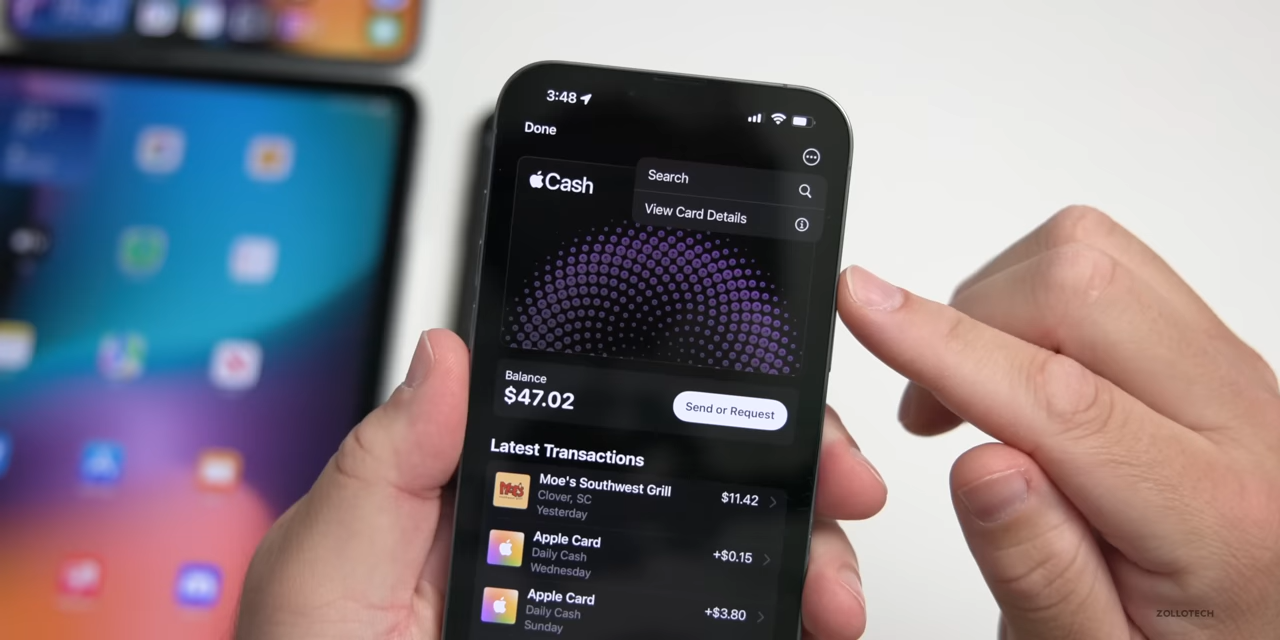 3:48
Done
Cash
Search
View Card Details
Balance
$47.02
Send or Request
Latest Transactions
Moe's Southwest Grill
$11.42
Clover, SC
Yesterday
Moe's
Apple Card
+$0.15
Daily Cash
Wednesday
Apple Card
+$3.80
Daily Cash
Sunday
ZOLLOTECH